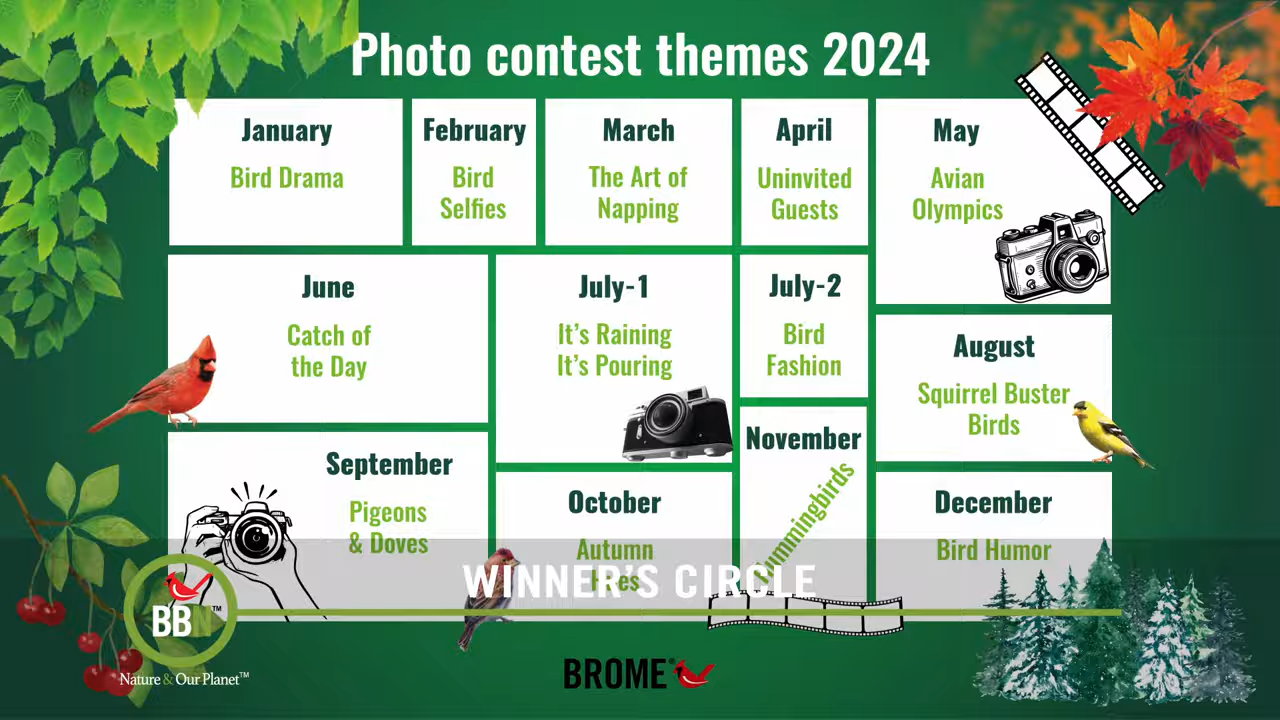 Photo contest themes 2024
January
Bird Drama
February
Bird
Selfies
March
The Art of
Napping
April
Uninvited
Guests
May
Avian
Olympics
June
Catch of
the Day
July-1
It's Raining
It's Pouring
July-2
Bird
Fashion
August
Squirrel Buster
Birds
September
Pigeons
& Doves
October
Autumn
November
Hummingbirds
December
Bird Humor
WINNER'S CIRCLE
BBN™
Nature & Our Planet™
BROME®